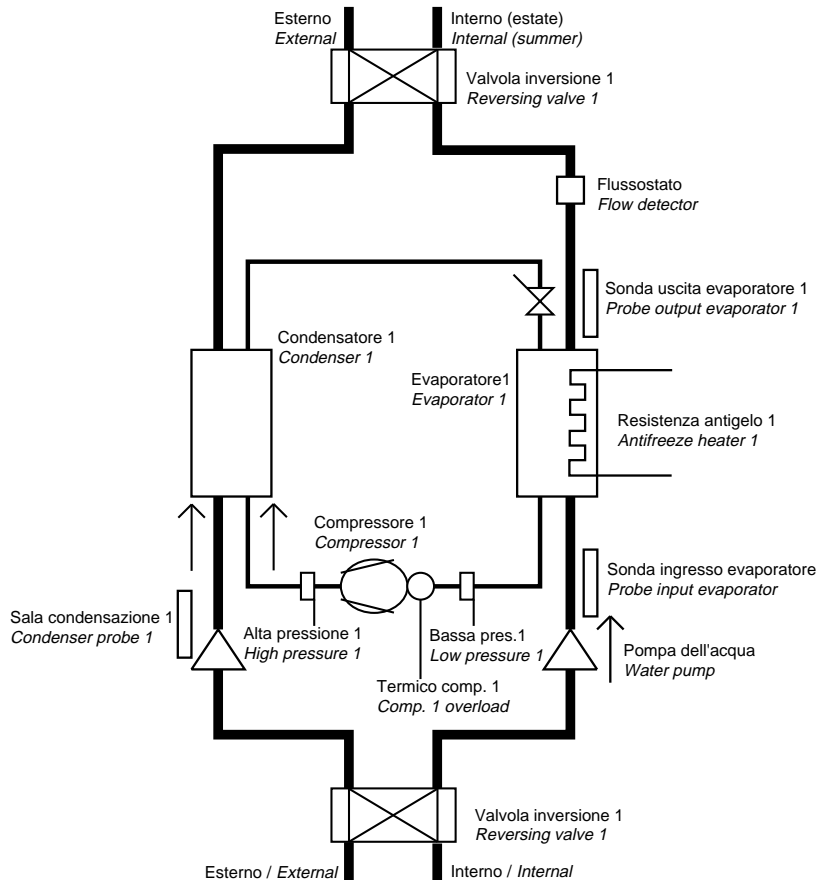 Esterno
External
Interno (estate)
Internal (summer)
Valvola inversione 1
Reversing valve 1
Flussostato
Flow detector
Sonda uscita evaporatore 1
Probe output evaporator 1
Condensatore 1
Condenser 1
Evaporatore1
Evaporator 1
Resistenza antigelo 1
Antifreeze heater 1
Compressore 1
Compressor 1
Sonda ingresso evaporatore
Probe input evaporator
Sala condensazione 1
Condenser probe 1
Alta pressione 1
High pressure 1
Bassa pres.1
Low pressure 1
Pompa dell'acqua
Water pump
Termico comp. 1
Comp. 1 overload
Valvola inversione 1
Reversing valve 1
Esterno / External
Interno / Internal